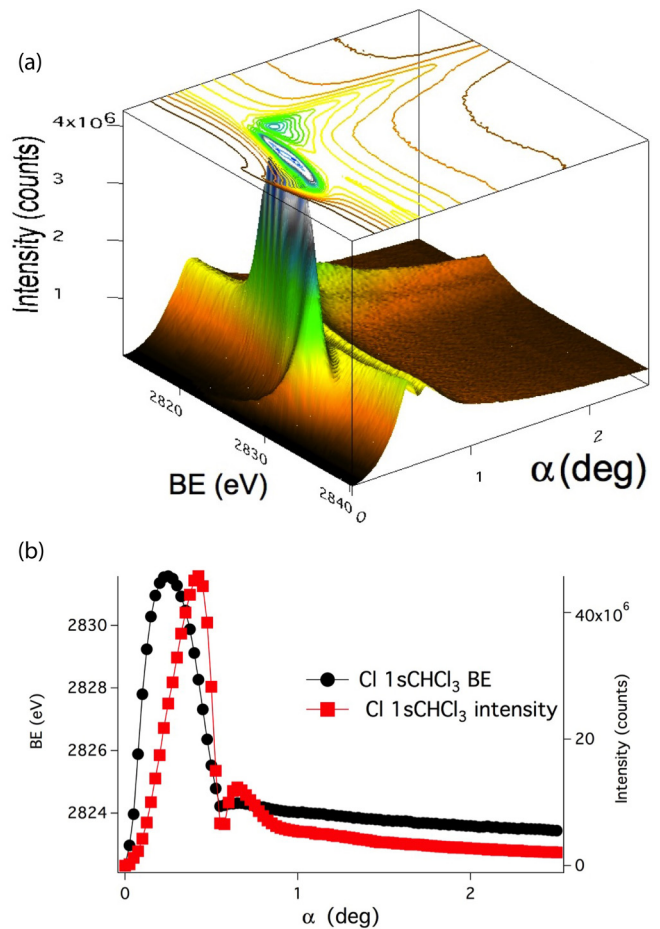 (a)
4x10⁶
3
2
1
Intensity (counts)
2820
2830
2840
BE (eV)
0
1
2
α(deg)
(b)
2830
2828
2826
2824
BE (eV)
Cl 1sCHCl₃ BE
Cl 1sCHCl₃ intensity
40x10⁶
20
0
Intensity (counts)
0
1
2
α (deg)